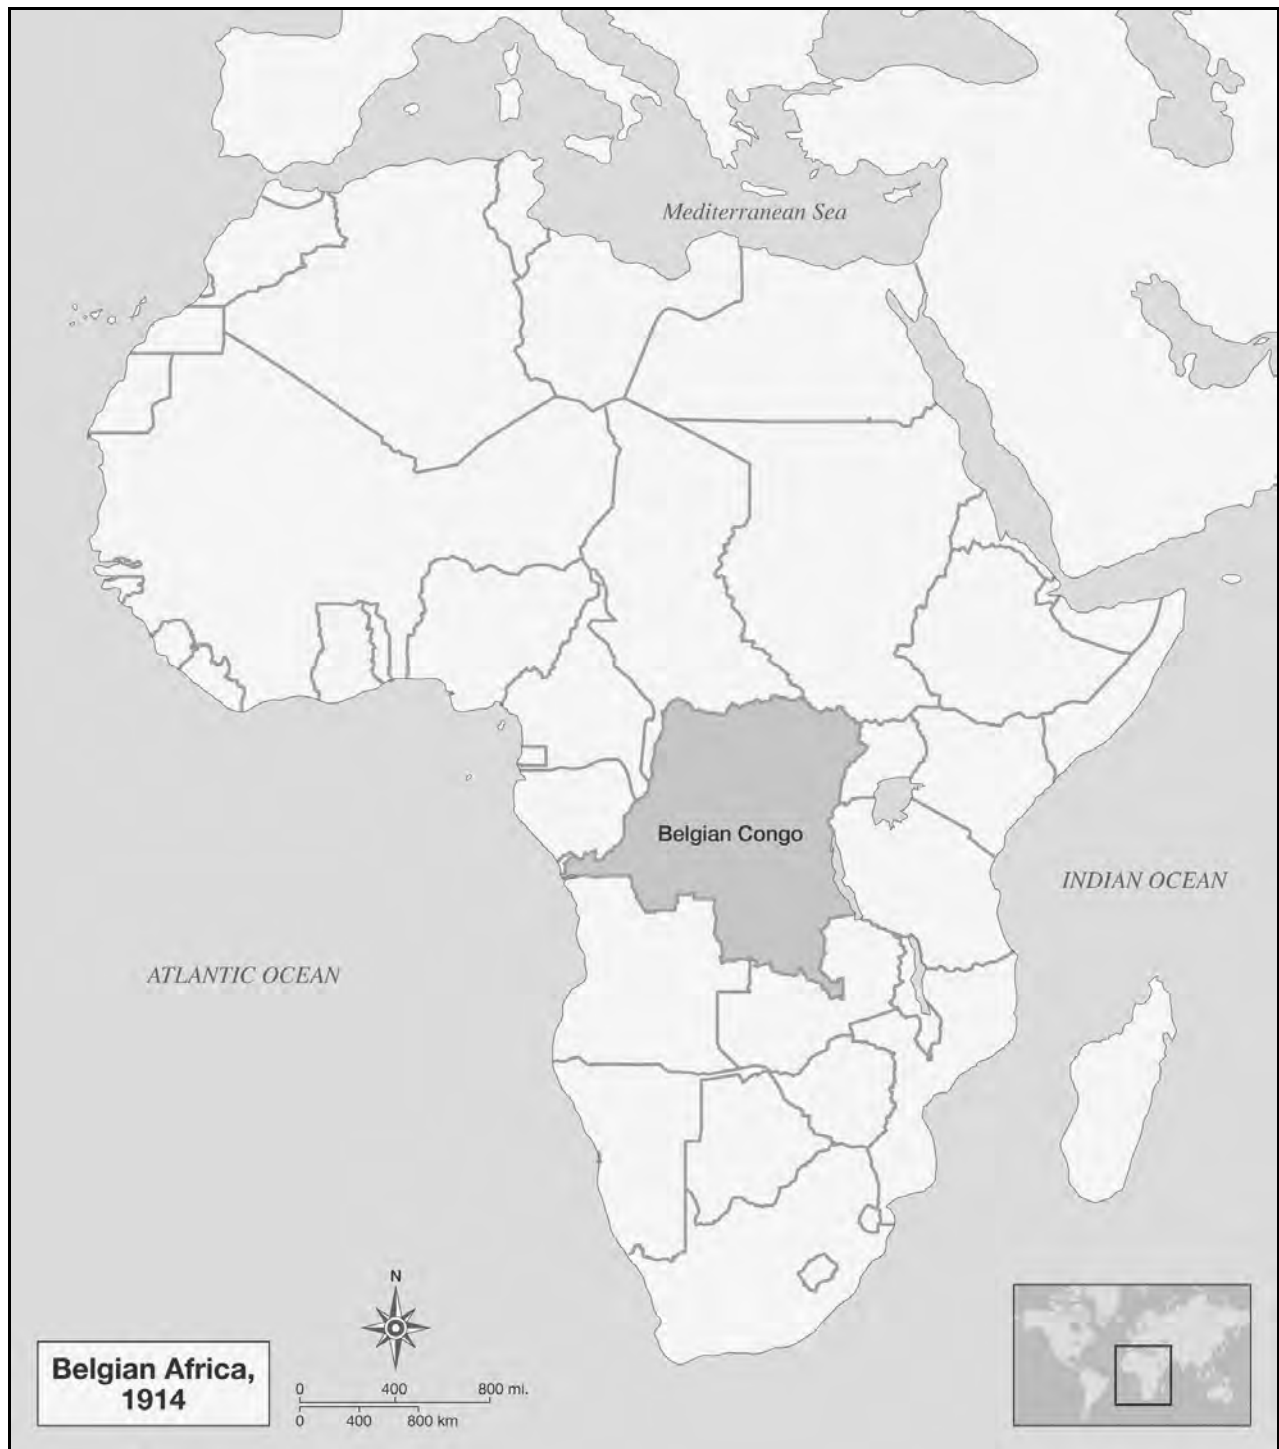 Mediterranean Sea
Belgian Congo
INDIAN OCEAN
ATLANTIC OCEAN
N
Belgian Africa,
1914
0 400 800 mi.
0 400 800 km